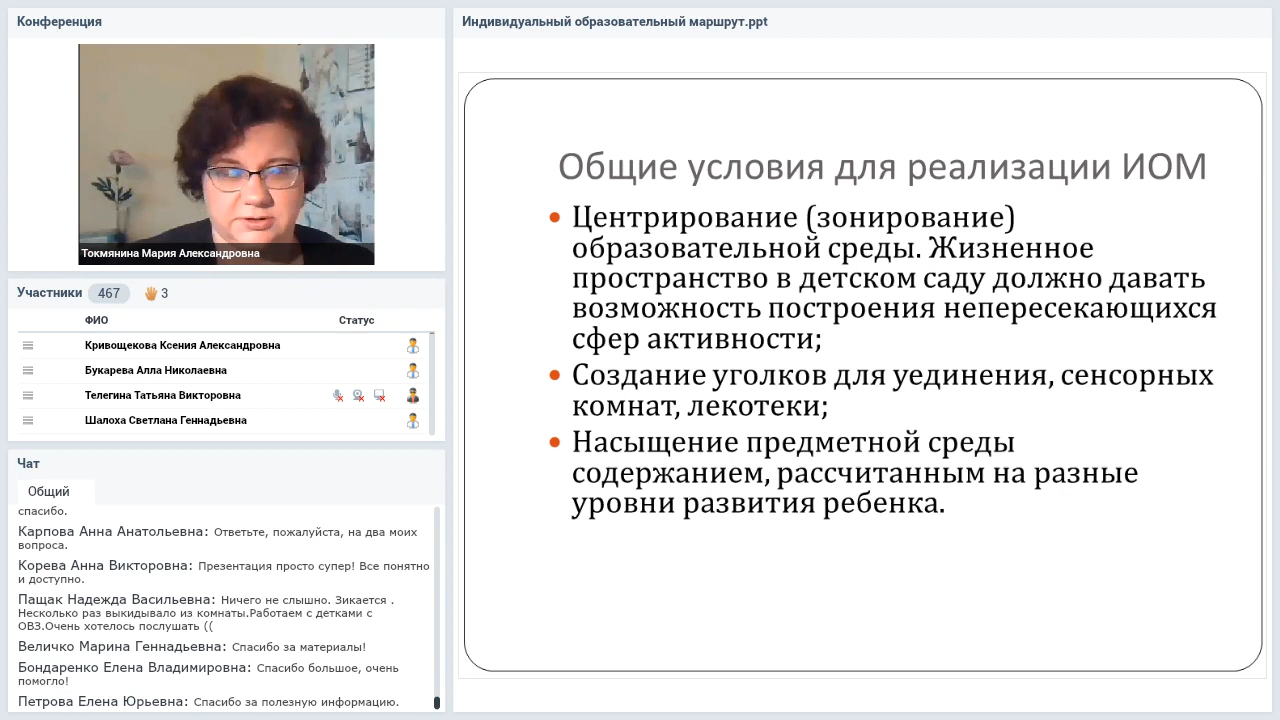 Конференция
Токмянина Мария Александровна
Участники 467 3
ФИО Статус
Кривощекова Ксения Александровна
Букарева Алла Николаевна
Телегина Татьяна Викторовна
Шалоха Светлана Геннадьевна
Чат
Общий
спасибо.
Карпова Анна Анатольевна: Ответьте, пожалуйста, на два моих
вопроса.
Корева Анна Викторовна: Презентация просто супер! Все понятно
и доступно.
Пащак Надежда Васильевна: Ничего не слышно. Зикается .
Несколько раз выкидывало из комнаты.Работаем с детками с
ОВЗ.Очень хотелось послушать ((
Величко Марина Геннадьевна: Спасибо за материалы!
Бондаренко Елена Владимировна: Спасибо большое, очень
помогло!
Петрова Елена Юрьевна: Спасибо за полезную информацию.
Индивидуальный образовательный маршрут.ppt
Общие условия для реализации ИОМ
• Центрирование (зонирование)
образовательной среды. Жизненное
пространство в детском саду должно давать
возможность построения непересекающихся
сфер активности;
• Создание уголков для уединения, сенсорных
комнат, лекотеки;
• Насыщение предметной среды
содержанием, рассчитанным на разные
уровни развития ребенка.